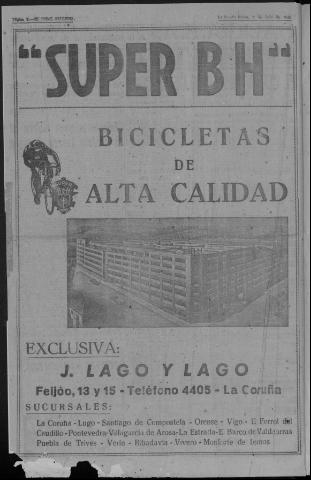 "SUPER B H"
BICICLETAS
DE
ALTA CALIDAD
EXCLUSIVA:
J. LAGO Y LAGO
Feijóo, 13 y 15 - Teléfono 4405 - La Coruña
SUCURSALES:
La Coruña - Lugo - Santiago de Compostela - Orense - Vigo - El Ferrol del
Caudillo - Pontevedra - Valagarcía de Arosa - La Estrada - El Barco de Valdeorras
Puebla de Trives - Verín - Ribadavia - Vivero - Monforte de Lemos